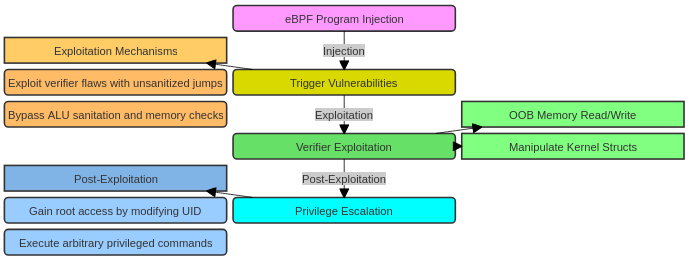 eBPF Program Injection
Injection
Exploitation Mechanisms
Exploit verifier flaws with unsanitized jumps
Bypass ALU sanitation and memory checks
Trigger Vulnerabilities
Exploitation
OOB Memory Read/Write
Verifier Exploitation
Manipulate Kernel Structs
Post-Exploitation
Post-Exploitation
Gain root access by modifying UID
Execute arbitrary privileged commands
Privilege Escalation